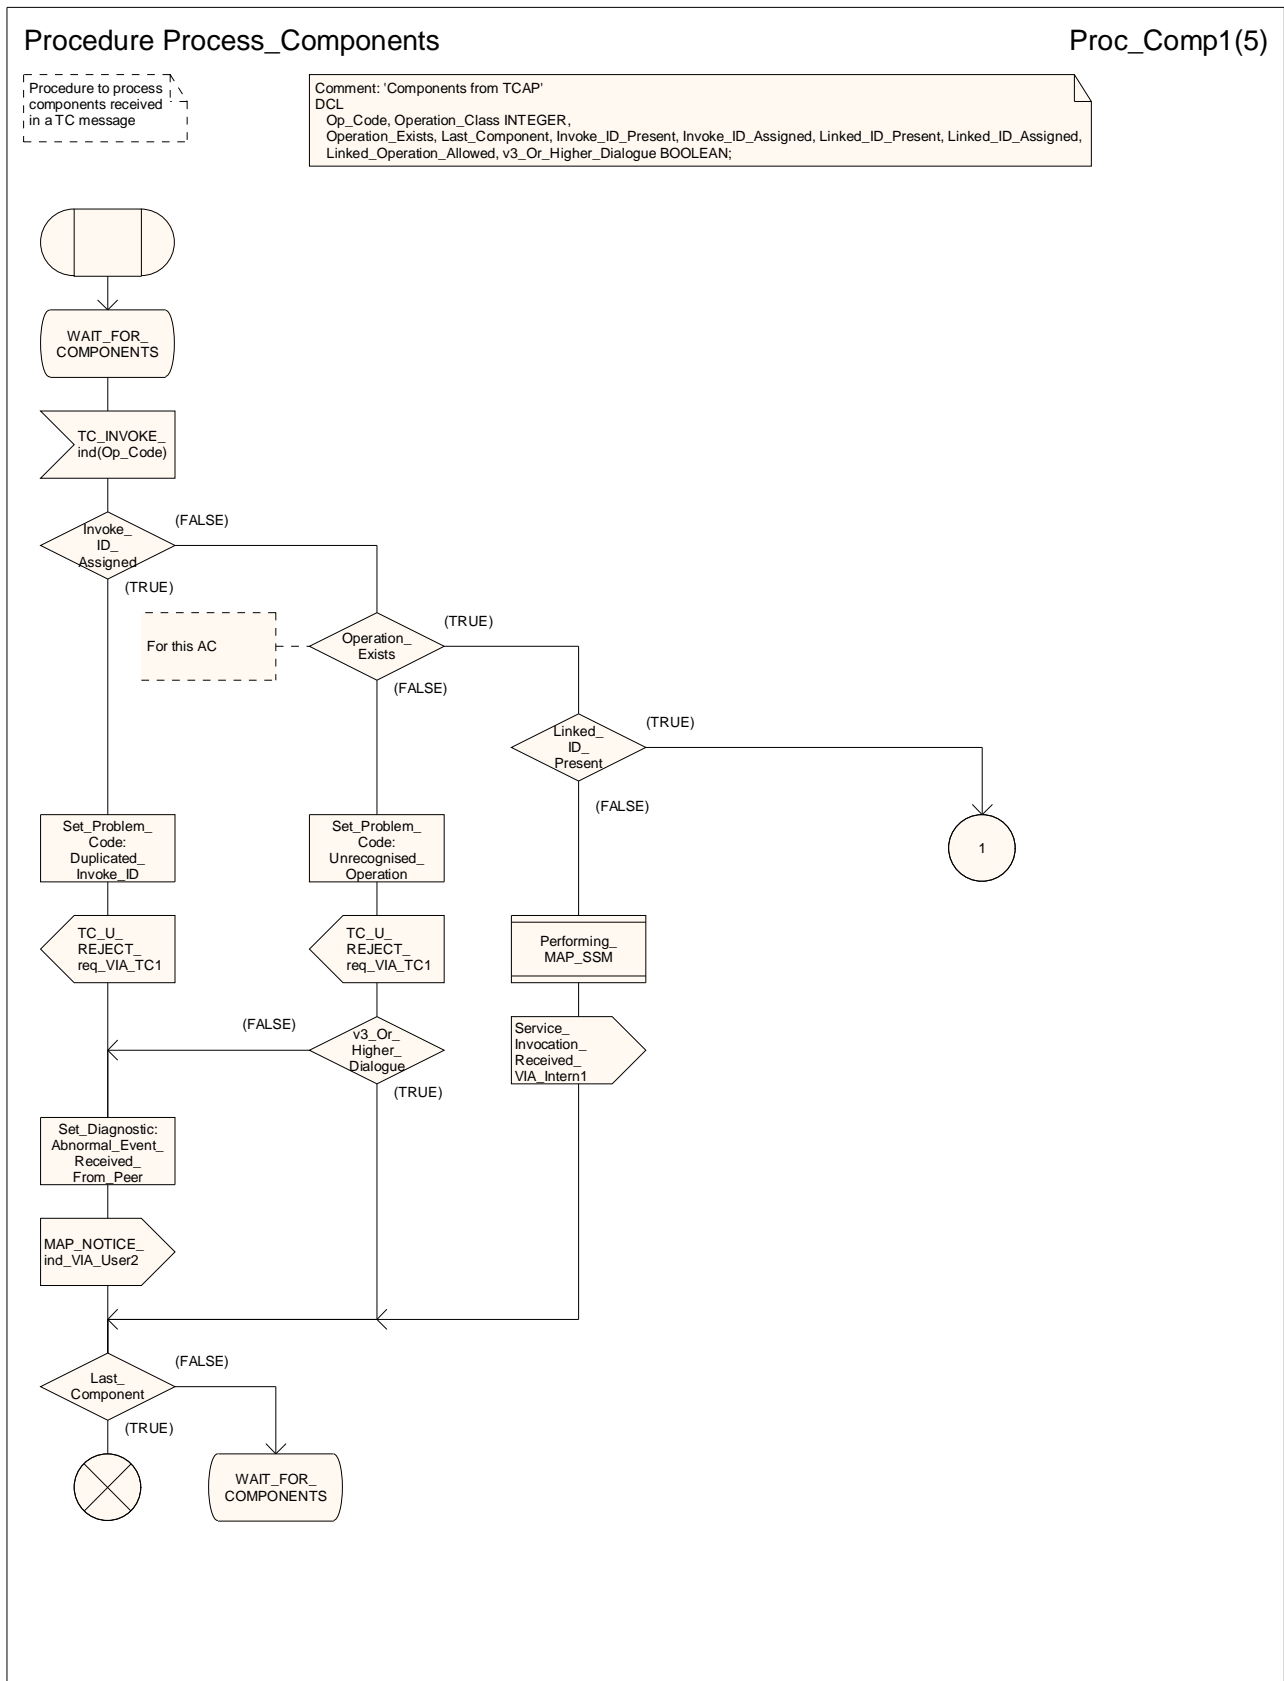 Procedure Process_Components
Proc_Comp1(5)
Procedure to process
components received
in a TC message
Comment: 'Components from TCAP'
DCL
Op_Code, Operation_Class INTEGER,
Operation_Exists, Last_Component, Invoke_ID_Present, Invoke_ID_Assigned, Linked_ID_Present, Linked_ID_Assigned,
Linked_Operation_Allowed, v3_Or_Higher_Dialogue BOOLEAN;
WAIT_FOR_
COMPONENTS
TC_INVOKE_
ind(Op_Code)
Invoke_
ID_
Assigned
(FALSE)
(TRUE)
For this AC
Operation_
Exists
(TRUE)
(FALSE)
Linked_
ID_
Present
(TRUE)
(FALSE)
Set_Problem_
Code:
Duplicated_
Invoke_ID
Set_Problem_
Code:
Unrecognised_
Operation
1
TC_U_
REJECT_
req_VIA_TC1
TC_U_
REJECT_
req_VIA_TC1
Performing_
MAP_SSM
(FALSE)
v3_Or_
Higher_
Dialogue
(TRUE)
Service_
Invocation_
Received_
VIA_Intern1
Set_Diagnostic:
Abnormal_Event_
Received_
From_Peer
MAP_NOTICE_
ind_VIA_User2
Last_
Component
(FALSE)
(TRUE)
WAIT_FOR_
COMPONENTS